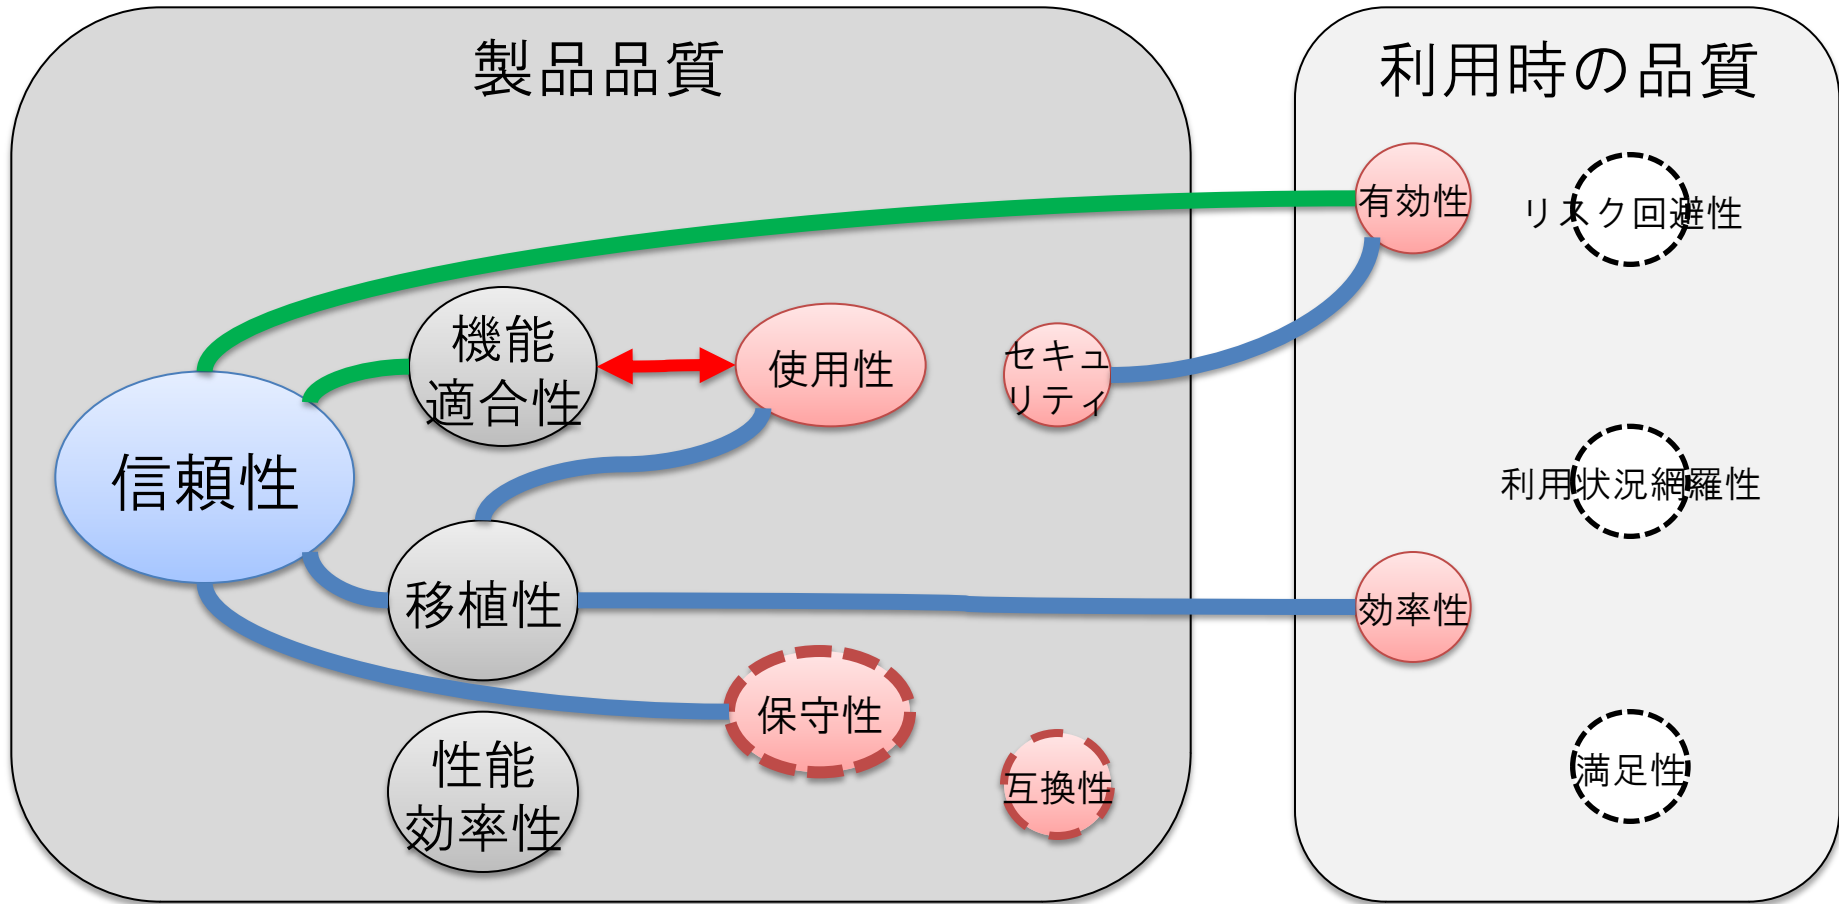 製品品質
利用時の品質
有効性
リスク回避性
機能
適合性
使用性
セキュ
リティ
信頼性
利用状況網羅性
移植性
効率性
保守性
性能
効率性
互換性
満足性